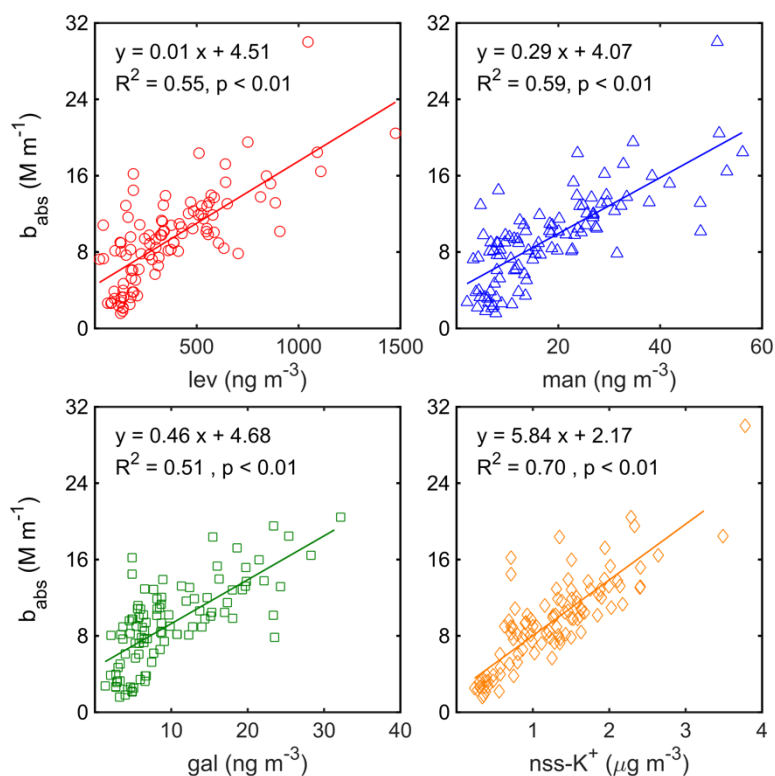 y = 0.01 x + 4.51
R² = 0.55, p < 0.01
32
24
16
8
0
b_abs (M m⁻¹)
500
1000
1500
lev (ng m⁻³)
y = 0.29 x + 4.07
R² = 0.59, p < 0.01
32
24
16
8
0
20
40
60
man (ng m⁻³)
y = 0.46 x + 4.68
R² = 0.51 , p < 0.01
32
24
16
8
0
b_abs (M m⁻¹)
10
20
30
40
gal (ng m⁻³)
y = 5.84 x + 2.17
R² = 0.70 , p < 0.01
32
24
16
8
0
1
2
3
4
nss-K⁺ (μg m⁻³)